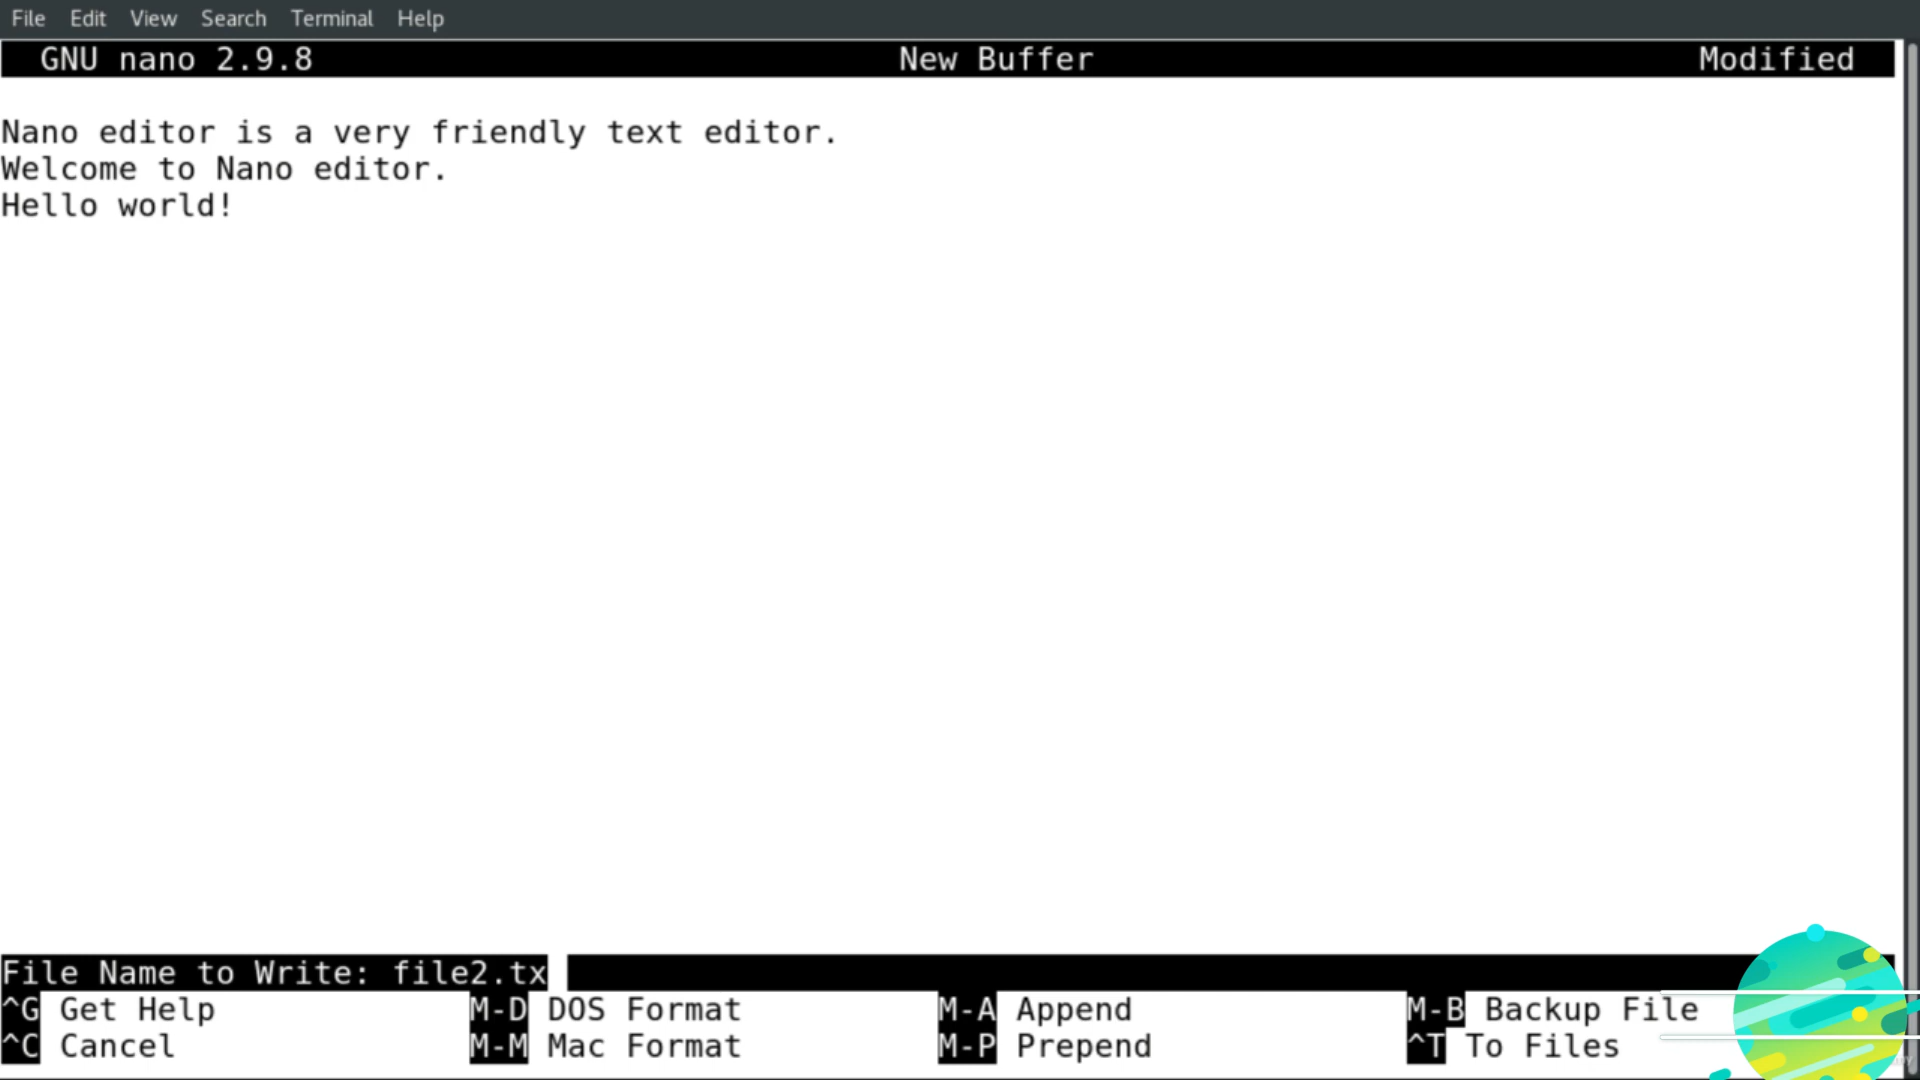 File Edit View Search Terminal Help
GNU nano 2.9.8 New Buffer Modified
Nano editor is a very friendly text editor.
Welcome to Nano editor.
Hello world!
File Name to Write: file2.tx
^G Get Help M-D DOS Format M-A Append M-B Backup File
^C Cancel M-M Mac Format M-P Prepend ^T To Files